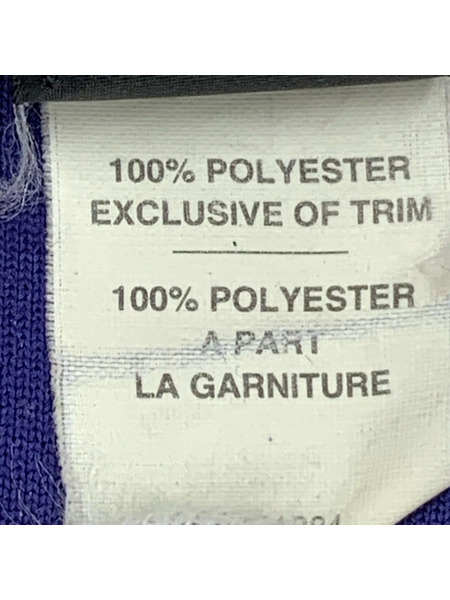 100% POLYESTER
EXCLUSIVE OF TRIM
100% POLYESTER
A PART
LA GARNITURE